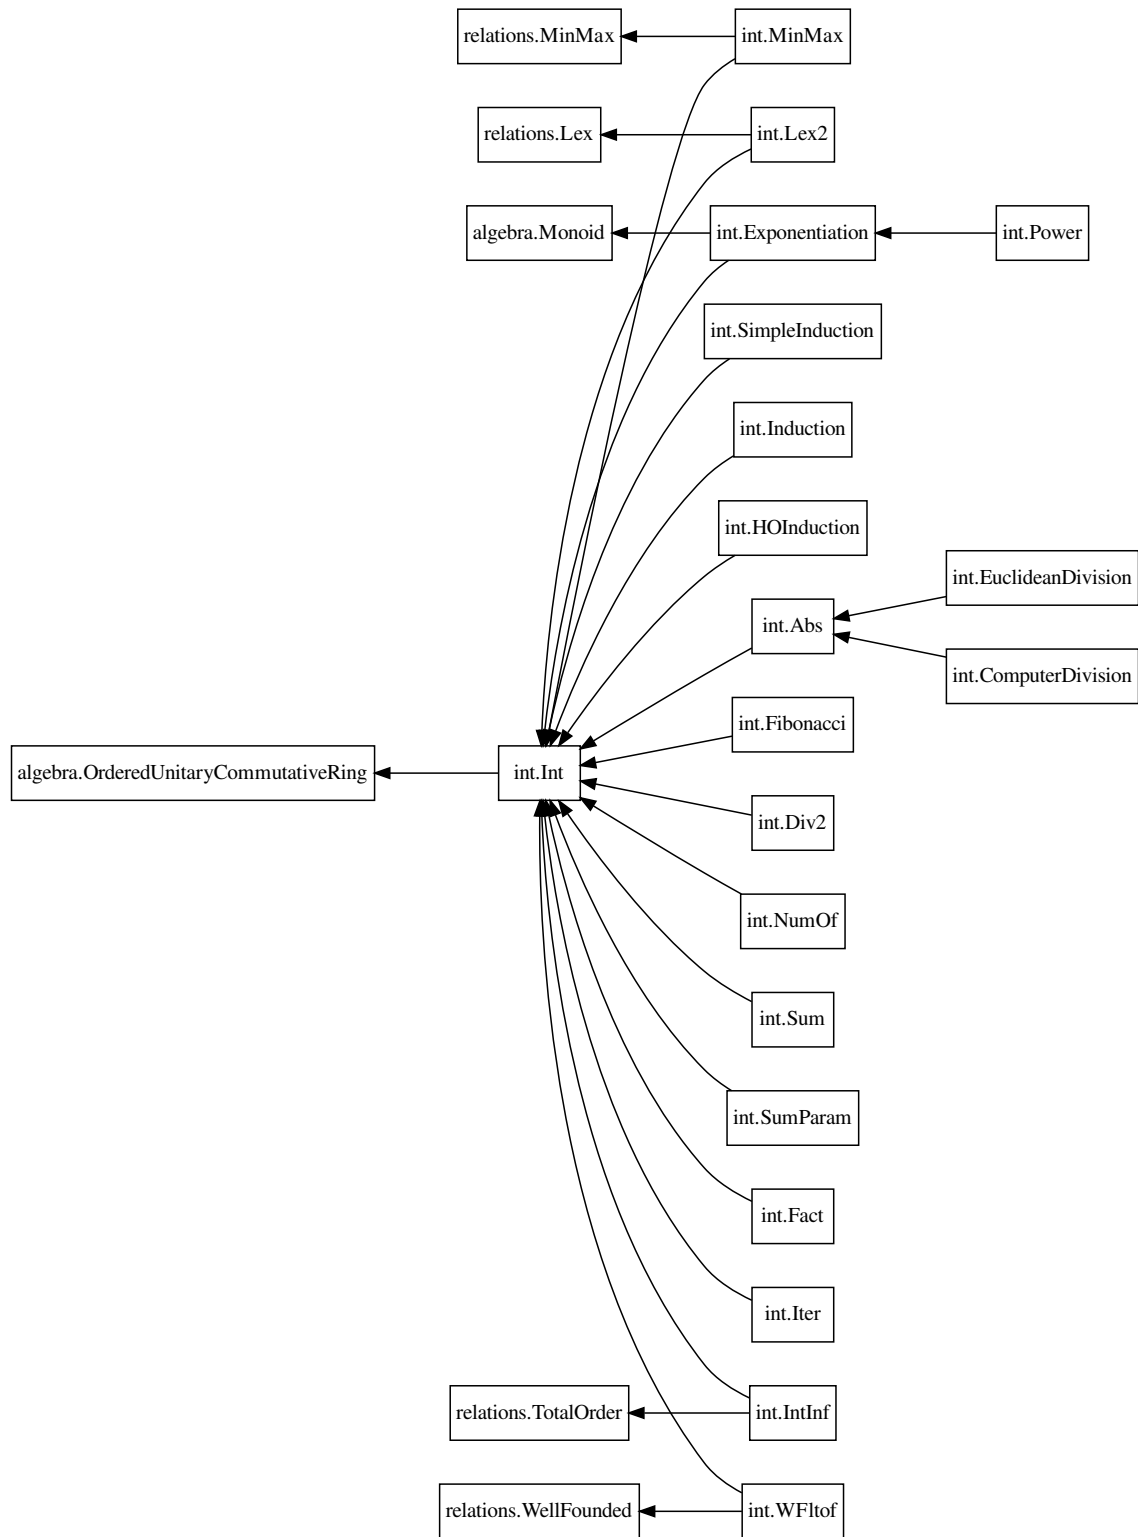 relations.MinMax
int.MinMax
relations.Lex
int.Lex2
algebra.Monoid
int.Exponentiation
int.Power
int.SimpleInduction
int.Induction
int.HOInduction
int.EuclideanDivision
int.Abs
int.ComputerDivision
int.Fibonacci
algebra.OrderedUnitaryCommutativeRing
int.Int
int.Div2
int.NumOf
int.Sum
int.SumParam
int.Fact
int.Iter
relations.TotalOrder
int.IntInf
relations.WellFounded
int.WFltof